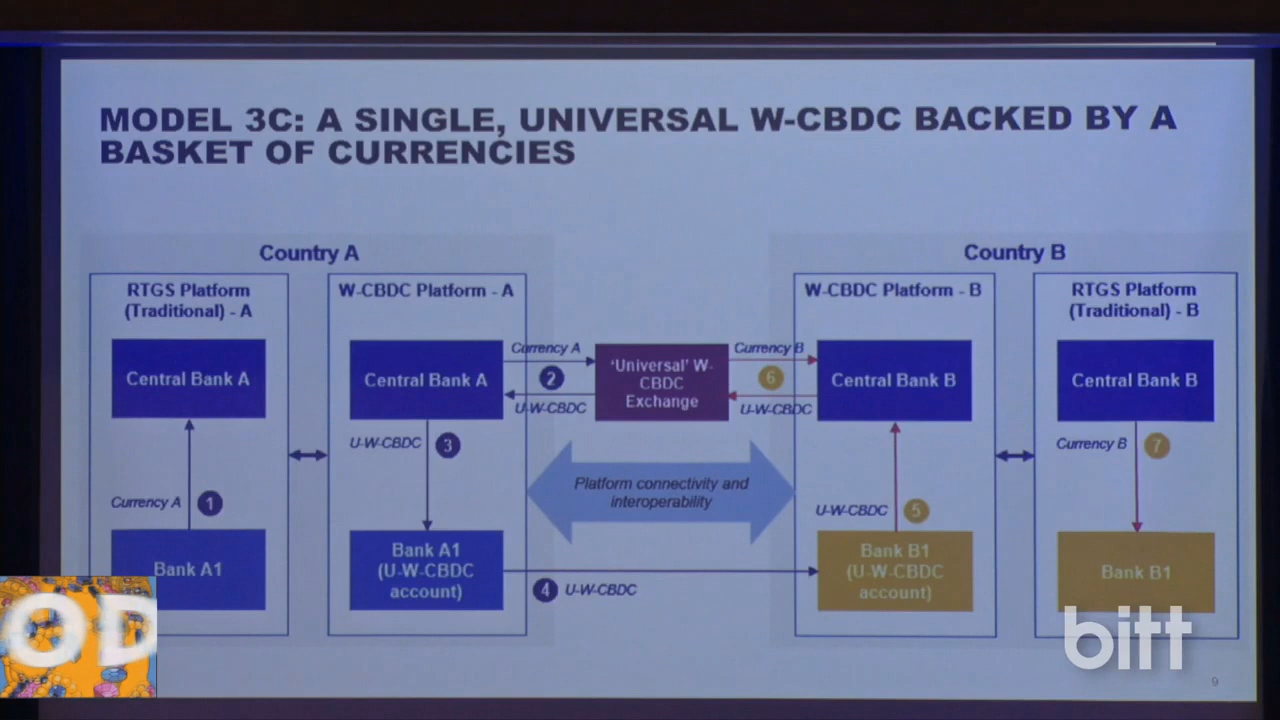 MODEL 3C: A SINGLE, UNIVERSAL W-CBDC BACKED BY A
BASKET OF CURRENCIES
Country A
Country B
RTGS Platform
(Traditional) - A
W-CBDC Platform - A
W-CBDC Platform - B
RTGS Platform
(Traditional) - B
Central Bank A
Central Bank A
Currency A
2
U-W-CBDC
'Universal' W-
CBDC
Exchange
Currency B
6
U-W-CBDC
Central Bank B
Central Bank B
U-W-CBDC 3
Currency B 7
Platform connectivity and
interoperability
Currency A 1
U-W-CBDC 5
Bank A1
Bank A1
(U-W-CBDC
account)
4 U-W-CBDC
Bank B1
(U-W-CBDC
account)
Bank B1
OD
bitt
9